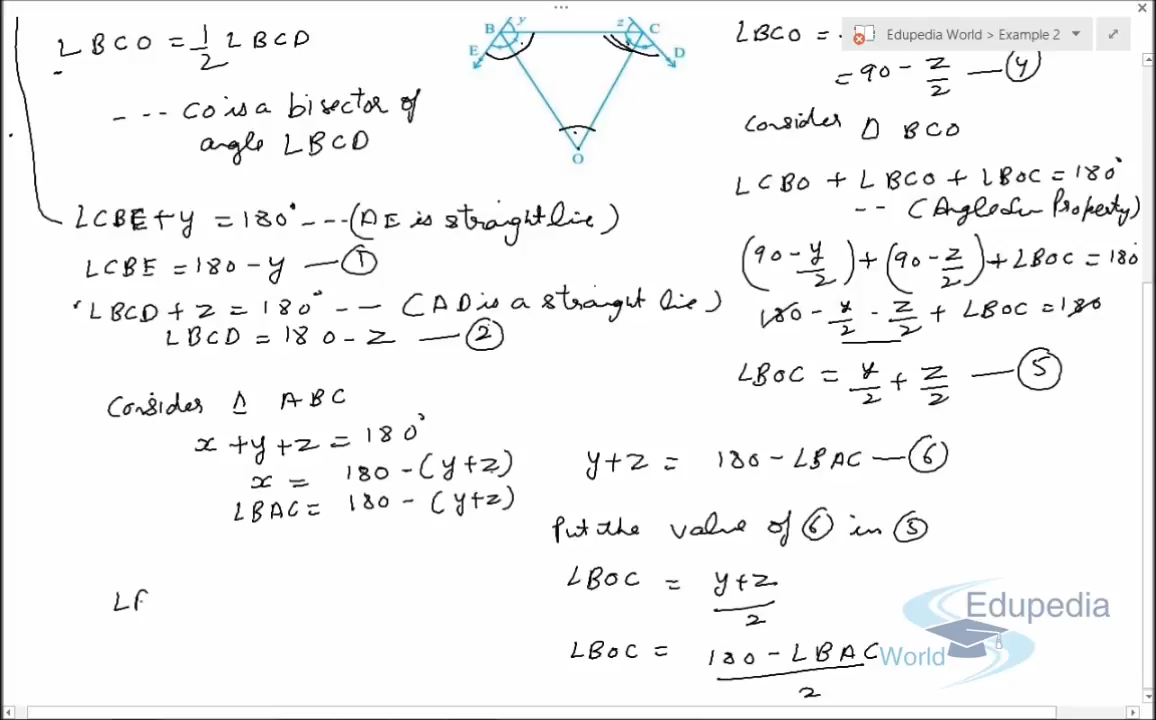 ∠BCO = 1/2 ∠BCD
--- CO is a bisector of
angle ∠BCD
∠CBE + y = 180° --- (AE is straight line)
∠CBE = 180 - y — ①
∠BCD + z = 180° -- (AD is a straight line)
∠BCD = 180 - z — ②
Consider Δ ABC
x + y + z = 180°
x = 180 - (y+z)
∠BAC = 180 - (y+z)
B y z C
E D
O
Edupedia World > Example 2
∠BCO =
= 90 - z/2 — ④
Consider Δ BCO
∠CBO + ∠BCO + ∠BOC = 180°
-- (Angle Sum Property)
(90 - y/2) + (90 - z/2) + ∠BOC = 180
180 - y/2 - z/2 + ∠BOC = 180
∠BOC = y/2 + z/2 — ⑤
y + z = 180 - ∠BAC — ⑥
Put the value of ⑥ in ⑤
∠BOC = y+z/2
∠BOC = 180 - ∠BAC/2
Edupedia
World